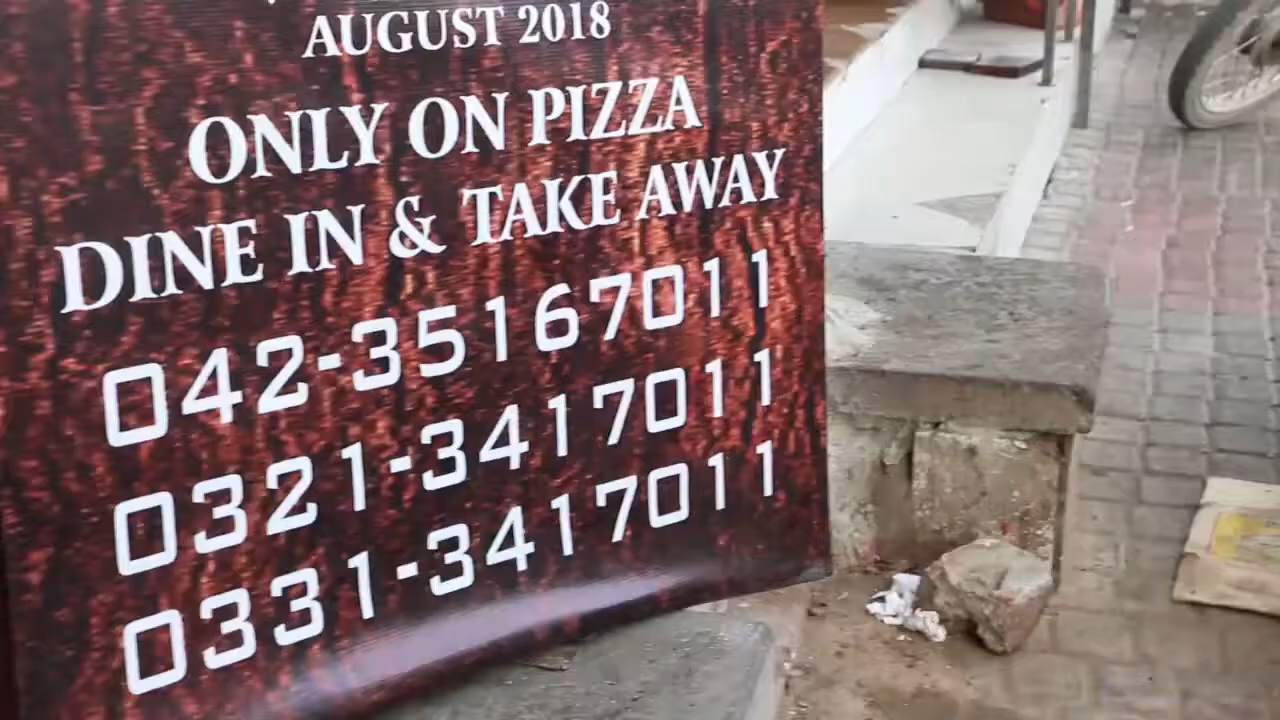 AUGUST 2018
ONLY ON PIZZA
DINE IN & TAKE AWAY
042-35167011
0321-3417011
0331-3417011